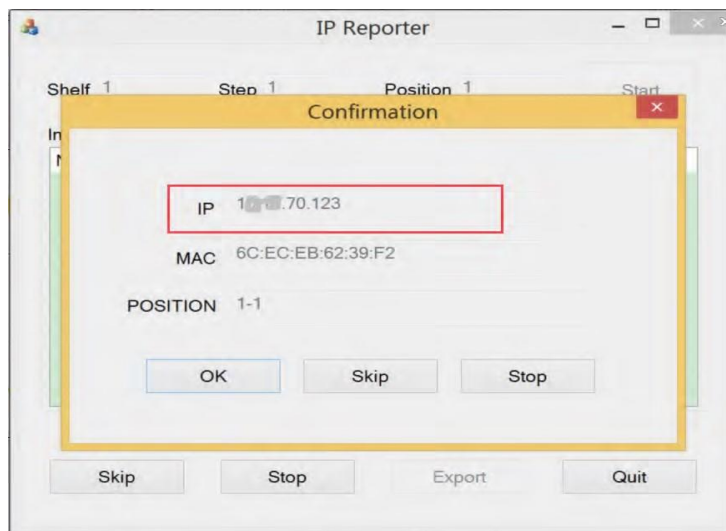 IP Reporter
Shelf 1 Step 1 Position 1 Start
Confirmation
IP .70.123
MAC 6C:EC:EB:62:39:F2
POSITION 1-1
OK Skip Stop
Skip Stop Export Quit